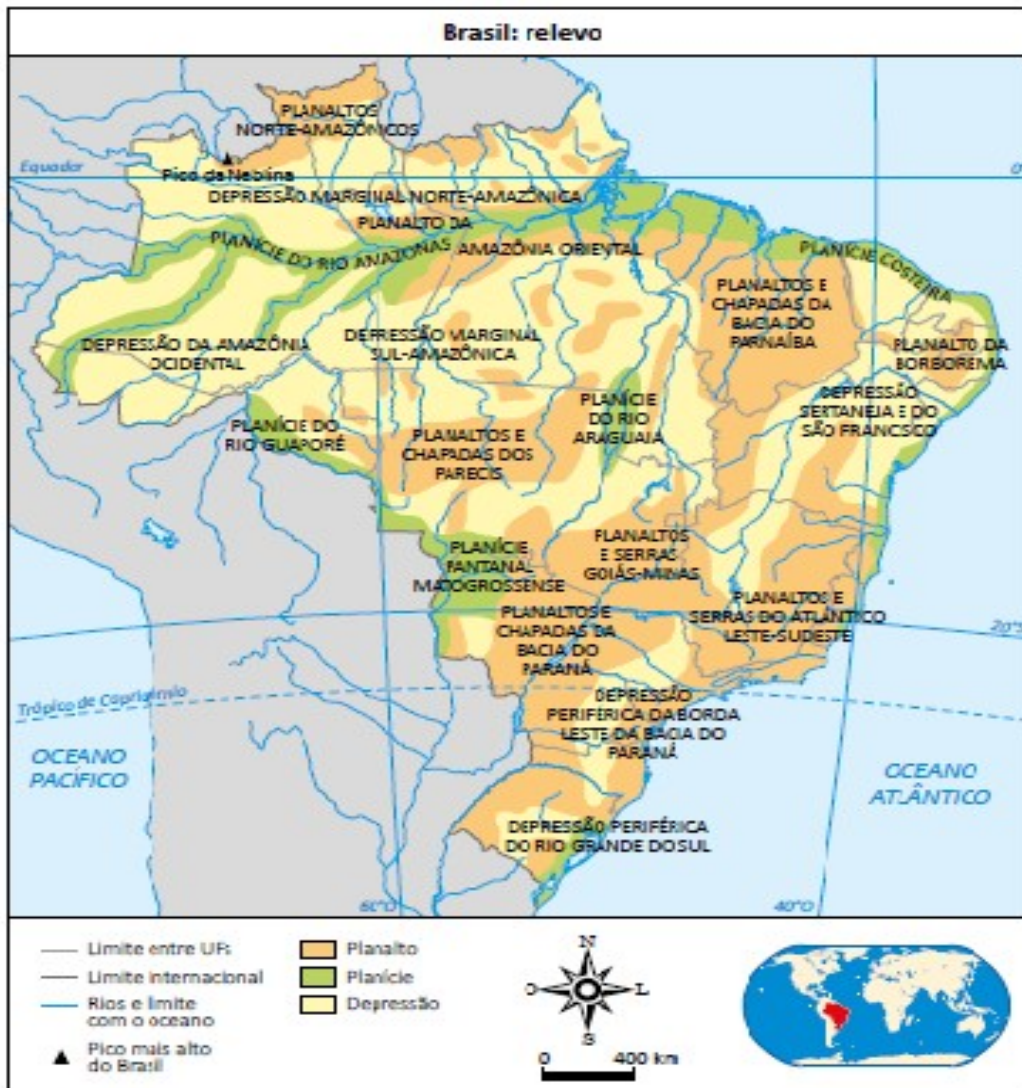 Brasil: relevo
PLANALTOS
NORTE-AMAZÔNICOS
Equador
0°
Pico da Neblina
DEPRESSÃO MARGINAL NORTE-AMAZÔNICA
PLANALTO DA
AMAZÔNIA ORIENTAL
PLANÍCIE DO RIO AMAZONAS
PLANÍCIE COSTEIRA
PLANALTOS E
CHAPADAS DA
BACIA DO
PARNAÍBA
DEPRESSÃO DA AMAZÔNIA
OCIDENTAL
DEPRESSÃO MARGINAL
SUL-AMAZÔNICA
PLANALTO DA
BORBOREMA
DEPRESSÃO
SERTANEJA E DO
SÃO FRANCISCO
PLANÍCIE
DO RIO
ARAGUAIA
PLANÍCIE DO
RIO GUAPORÉ
PLANALTOS E
CHAPADAS DOS
PARECIS
PLANÍCIE
PANTANAL
MATOGROSSENSE
PLANALTOS
E SERRAS
GOIÁS-MINAS
PLANALTOS E
SERRAS DO ATLÂNTICO
LESTE-SUDESTE
20°S
PLANALTOS E
CHAPADAS DA
BACIA DO
PARANÁ
Trópico de Capricórnio
DEPRESSÃO
PERIFÉRICA DA BORDA
LESTE DA BACIA DO
PARANÁ
OCEANO
PACÍFICO
OCEANO
ATLÂNTICO
DEPRESSÃO PERIFÉRICA
DO RIO GRANDE DO SUL
60°O
40°O
Limite entre UFs
Limite internacional
Rios e limite
com o oceano
Pico mais alto
do Brasil
Planalto
Planície
Depressão
N
O
L
S
0
400 km